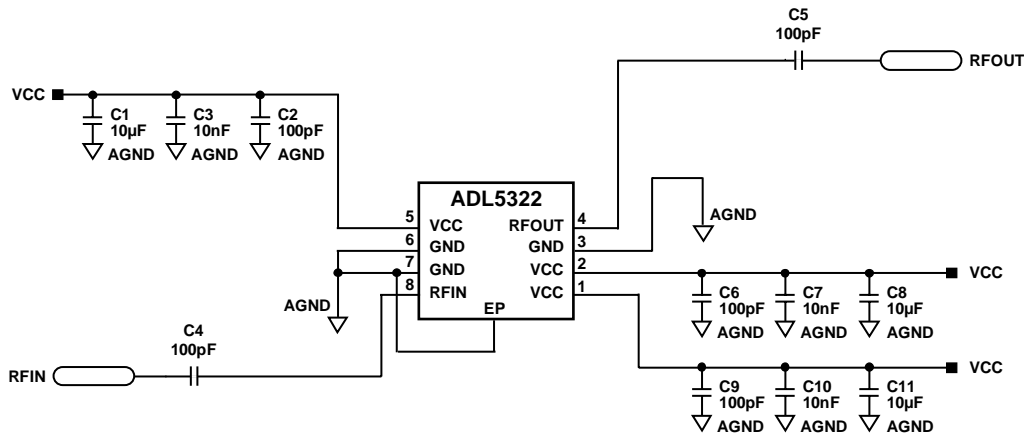 C5
100pF
RFOUT
VCC
C1
10µF
AGND
C3
10nF
AGND
C2
100pF
AGND
ADL5322
5
VCC
6
GND
7
GND
8
RFIN
RFOUT
4
GND
3
VCC
2
VCC
1
EP
AGND
AGND
VCC
C6
100pF
AGND
C7
10nF
AGND
C8
10µF
AGND
C4
100pF
RFIN
VCC
C9
100pF
AGND
C10
10nF
AGND
C11
10µF
AGND